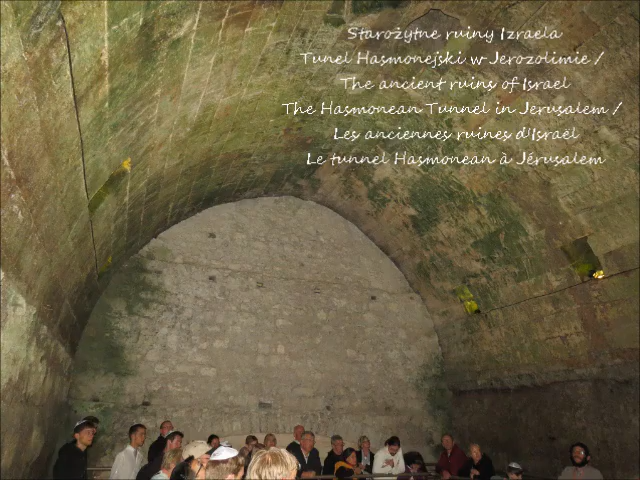 Starożytne ruiny Izraela
Tunel Hasmonejski w Jerozolimie /
The ancient ruins of Israel
The Hasmonean Tunnel in Jerusalem /
Les anciennes ruines d'Israël
Le tunnel Hasmonean à Jérusalem